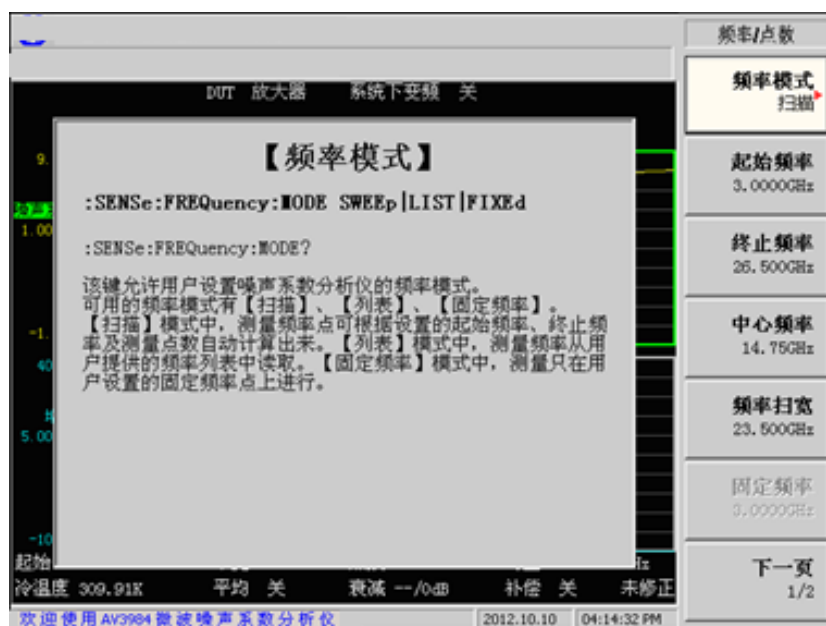 频率/点数
DUT 放大器 系统下变频 关
频率模式
扫描
【频率模式】
:SENSe:FREQuency:MODE SWEEp|LIST|FIXEd
:SENSe:FREQuency:MODE?
该键允许用户设置噪声系数分析仪的频率模式。
可用的频率模式有【扫描】、【列表】、【固定频率】。
【扫描】模式中，测量频率点可根据设置的起始频率、终止频
率及测量点数自动计算出来。【列表】模式中，测量频率从用
户提供的频率列表中读取。【固定频率】模式中，测量只在用
户设置的固定频率点上进行。
9.
1.00
-1.
40
5.00
-10
起始
起始频率
3.0000GHz
终止频率
26.500GHz
中心频率
14.75GHz
频率扫宽
23.500GHz
固定频率
3.0000GHz
下一页
1/2
冷温度 309.91K 平均 关 衰减 --/0dB 补偿 关 未修正
欢迎使用AV3984微波噪声系数分析仪 2012.10.10 04:14:32 PM